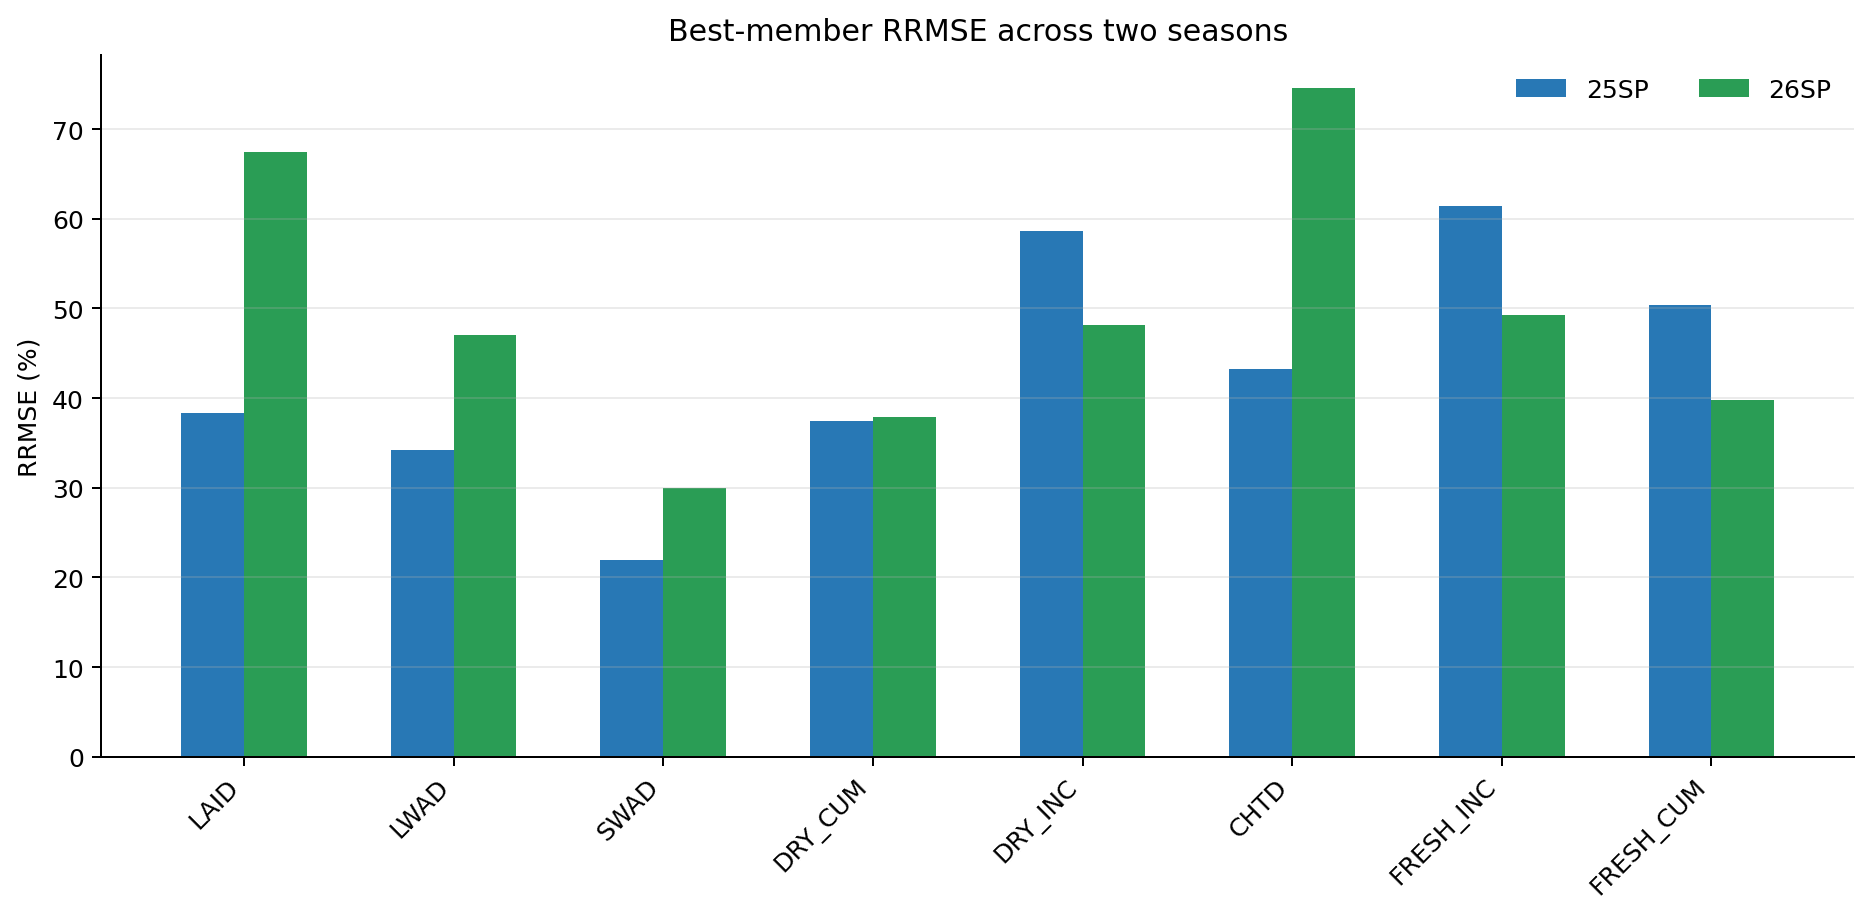 Best-member RRMSE across two seasons
25SP 26SP
RRMSE (%)
70
60
50
40
30
20
10
0
LAID LWAD SWAD DRY_CUM DRY_INC CHTD FRESH_INC FRESH_CUM